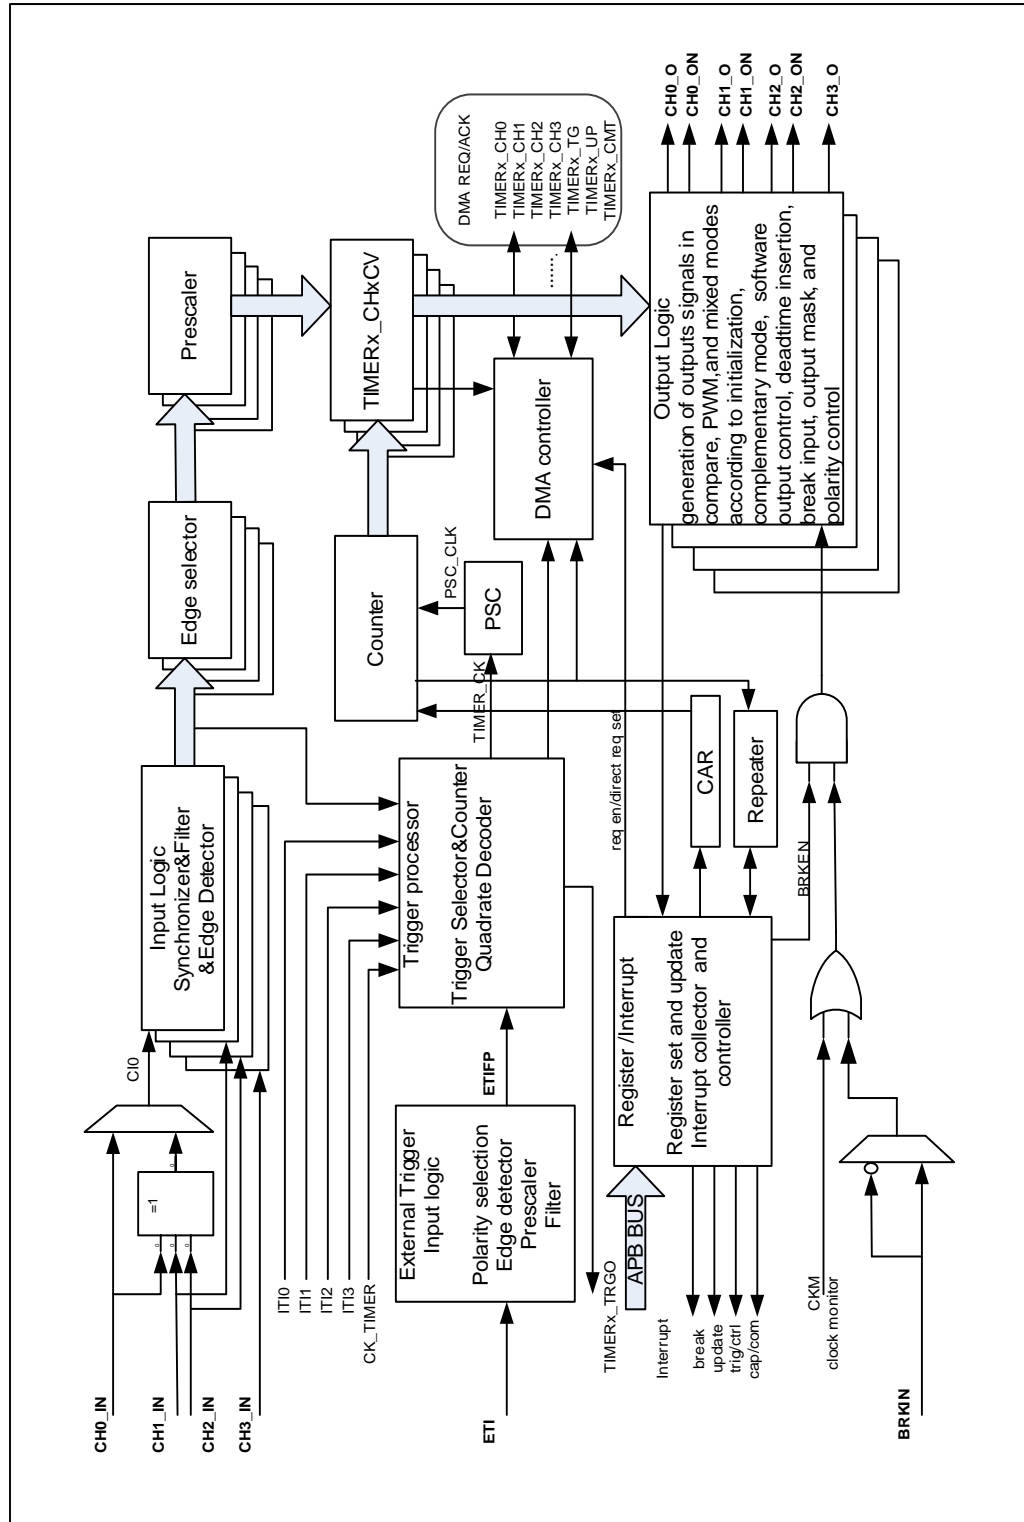 CH0_IN
CH1_IN
CH2_IN
CH3_IN
=1
0
0
0
0
CI0
Input Logic
Synchronizer&Filter
&Edge Detector
Edge selector
Prescaler
ITI0
ITI1
ITI2
ITI3
CK_TIMER
Trigger processor
Trigger Selector&Counter
Quadrate Decoder
TIMER_CK
PSC
PSC_CLK
Counter
TIMERx_CHxCV
ETI
External Trigger
Input logic
Polarity selection
Edge detector
Prescaler
Filter
ETIFP
TIMERx_TRGO
DMA controller
DMA REQ/ACK
TIMERx_CH0
TIMERx_CH1
TIMERx_CH2
TIMERx_CH3
TIMERx_TG
TIMERx_UP
TIMERx_CMT
.......
req en/direct req set
APB BUS
Register /Interrupt
Register set and update
Interrupt collector and
controller
Interrupt
break
update
trig/ctrl
cap/com
CAR
Repeater
BRKEN
CKM
clock monitor
BRKIN
Output Logic
generation of outputs signals in
compare, PWM,and mixed modes
according to initialization,
complementary mode, software
output control, deadtime insertion,
break input, output mask, and
polarity control
CH0_O
CH0_ON
CH1_O
CH1_ON
CH2_O
CH2_ON
CH3_O